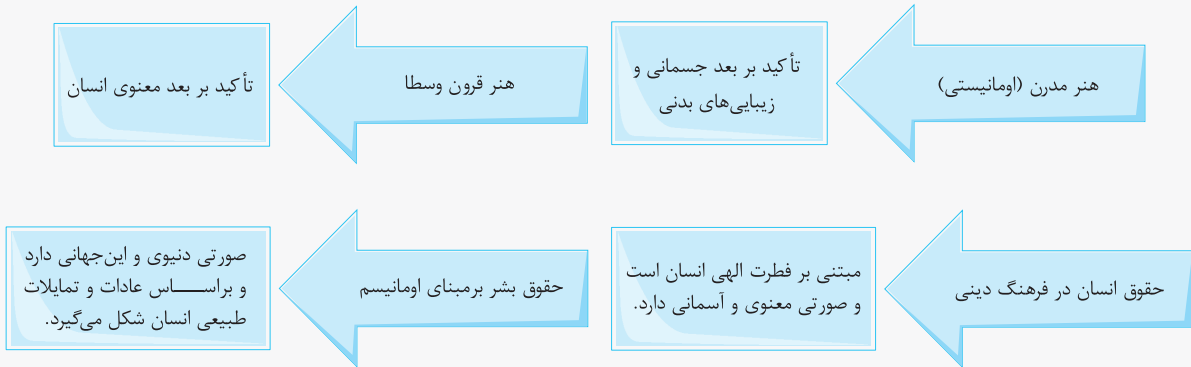 هنر مدرن (اومانیستی)
تأکید بر بعد جسمانی و
زیبایی‌های بدنی
هنر قرون وسطا
تأکید بر بعد معنوی انسان
حقوق انسان در فرهنگ دینی
مبتنی بر فطرت الهی انسان است
و صورتی معنوی و آسمانی دارد.
حقوق بشر برمبنای اومانیسم
صورتی دنیوی و این‌جهانی دارد
و براســـاس عادات و تمایلات
طبیعی انسان شکل می‌گیرد.